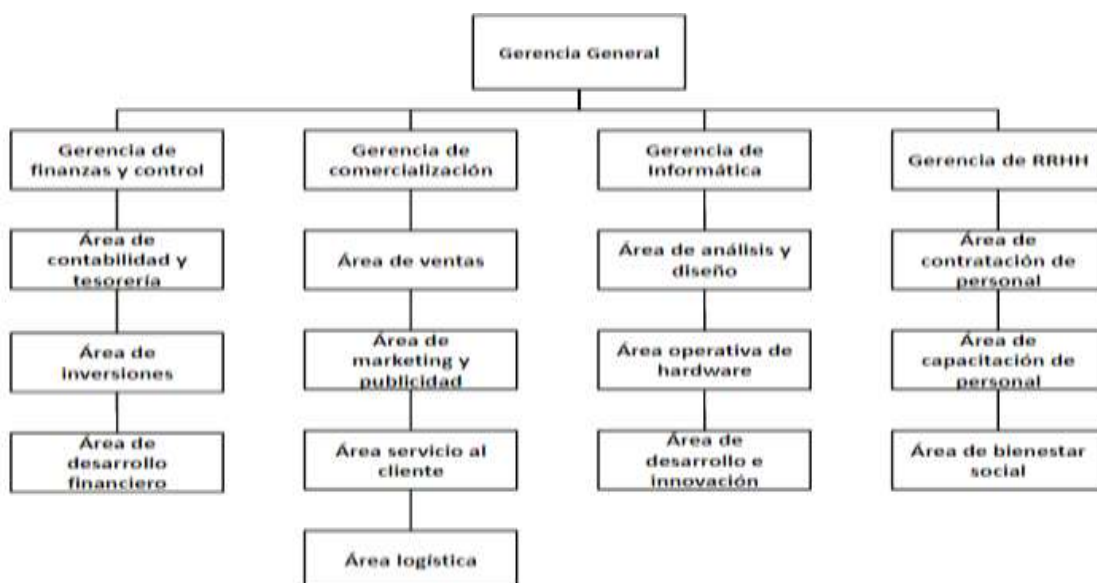 Gerencia General
Gerencia de
finanzas y control
Gerencia de
comercialización
Gerencia de
Informática
Gerencia de RRHH
Área de
contabilidad y
tesorería
Área de ventas
Área de análisis y
diseño
Área de
contratación de
personal
Área de
inversiones
Área de
marketing y
publicidad
Área operativa de
hardware
Área de
capacitación de
personal
Área de
desarrollo
financiero
Área servicio al
cliente
Área de
desarrollo e
innovación
Área de bienestar
social
Área logística